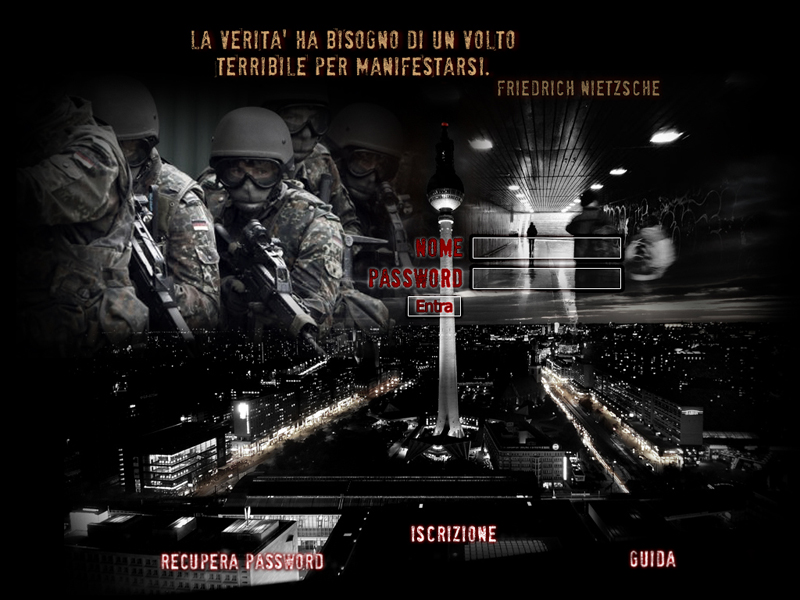 LA VERITA' HA BISOGNO DI UN VOLTO
TERRIBILE PER MANIFESTARSI.
FRIEDRICH NIETZSCHE
NOME
PASSWORD
Entra
ISCRIZIONE
RECUPERA PASSWORD
GUIDA